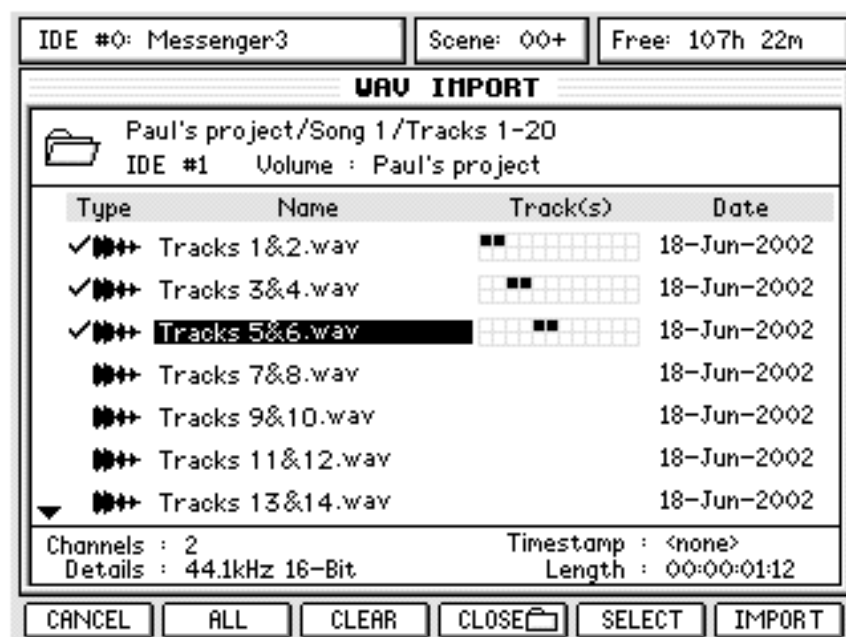 IDE #0: Messenger3 Scene: 00+ Free: 107h 22m
WAV IMPORT
Paul's project/Song 1/Tracks 1-20
IDE #1 Volume : Paul's project
Type Name Track(s) Date
Tracks 1&2.wav 18-Jun-2002
Tracks 3&4.wav 18-Jun-2002
Tracks 5&6.wav 18-Jun-2002
Tracks 7&8.wav 18-Jun-2002
Tracks 9&10.wav 18-Jun-2002
Tracks 11&12.wav 18-Jun-2002
Tracks 13&14.wav 18-Jun-2002
Channels : 2 Timestamp : <none>
Details : 44.1kHz 16-Bit Length : 00:00:01:12
CANCEL ALL CLEAR CLOSE SELECT IMPORT